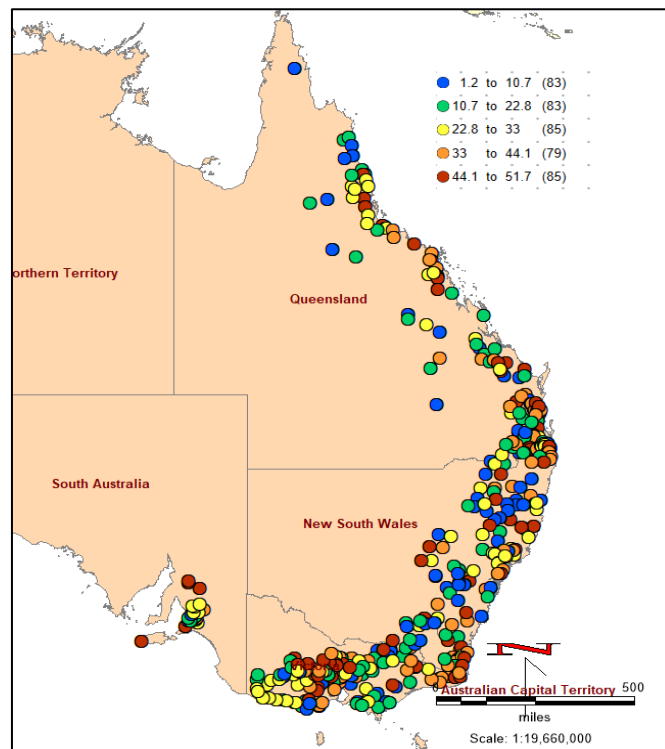 1.2 to 10.7 (83)
10.7 to 22.8 (83)
22.8 to 33 (85)
33 to 44.1 (79)
44.1 to 51.7 (85)
orthern Territory
Queensland
South Australia
New South Wales
N
Australian Capital Territory
0 500
miles
Scale: 1:19,660,000